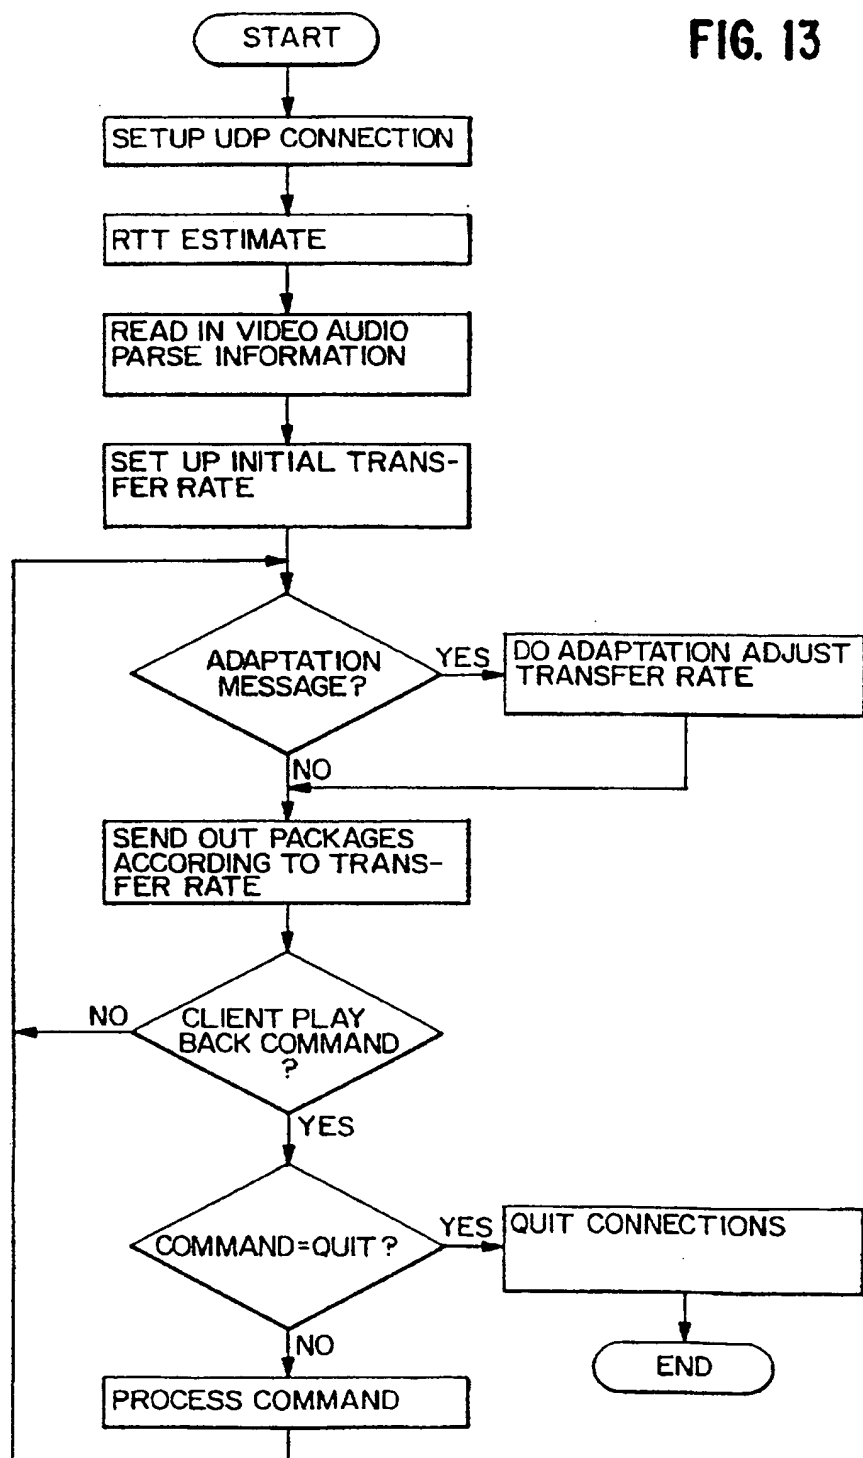 START
FIG. 13
SETUP UDP CONNECTION
RTT ESTIMATE
READ IN VIDEO AUDIO
PARSE INFORMATION
SET UP INITIAL TRANS-
FER RATE
ADAPTATION
MESSAGE?
YES
DO ADAPTATION ADJUST
TRANSFER RATE
NO
SEND OUT PACKAGES
ACCORDING TO TRANS-
FER RATE
NO
CLIENT PLAY
BACK COMMAND
?
YES
COMMAND=QUIT?
YES
QUIT CONNECTIONS
NO
END
PROCESS COMMAND